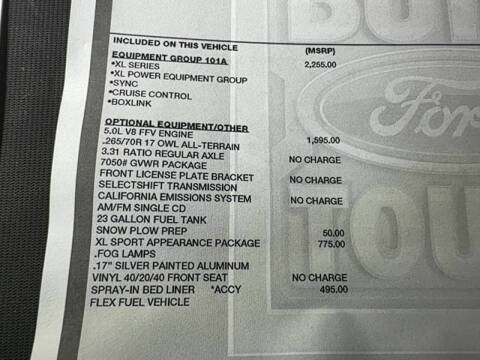 BUILT
INCLUDED ON THIS VEHICLE (MSRP)
EQUIPMENT GROUP 101A 2,255.00
*XL SERIES
*XL POWER EQUIPMENT GROUP
*SYNC
*CRUISE CONTROL
*BOXLINK
Ford
OPTIONAL EQUIPMENT/OTHER
5.0L V8 FFV ENGINE 1,595.00
.265/70R 17 OWL ALL-TERRAIN
3.31 RATIO REGULAR AXLE NO CHARGE
7050# GVWR PACKAGE
FRONT LICENSE PLATE BRACKET NO CHARGE
SELECTSHIFT TRANSMISSION
CALIFORNIA EMISSIONS SYSTEM NO CHARGE
AM/FM SINGLE CD
23 GALLON FUEL TANK
SNOW PLOW PREP 50.00
XL SPORT APPEARANCE PACKAGE 775.00
.FOG LAMPS
.17" SILVER PAINTED ALUMINUM
VINYL 40/20/40 FRONT SEAT NO CHARGE
SPRAY-IN BED LINER *ACCY 495.00
FLEX FUEL VEHICLE
TOU